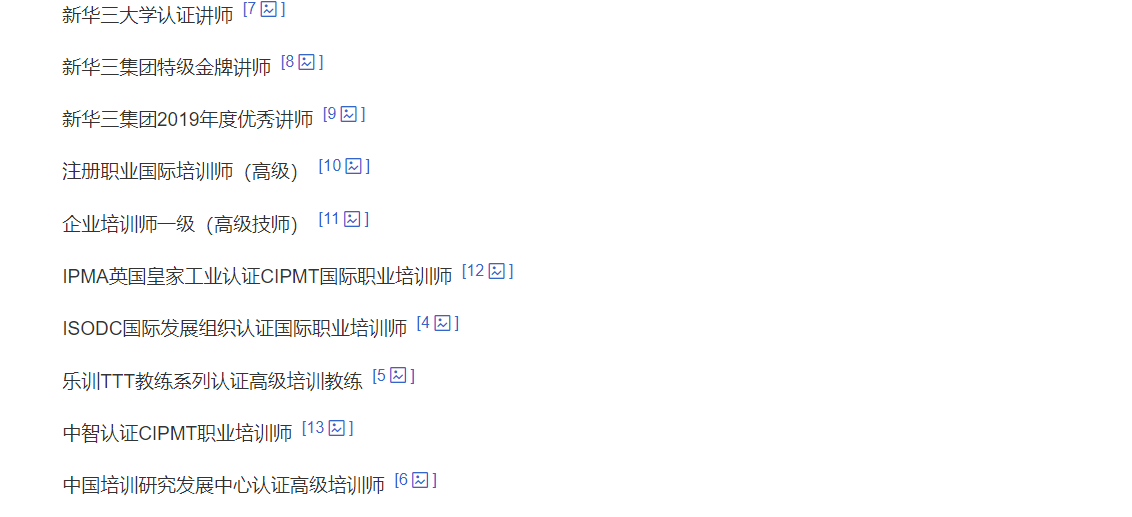 新华三大学认证讲师 [7]
新华三集团特级金牌讲师 [8]
新华三集团2019年度优秀讲师 [9]
注册职业国际培训师（高级） [10]
企业培训师一级（高级技师） [11]
IPMA英国皇家工业认证CIPMT国际职业培训师 [12]
ISODC国际发展组织认证国际职业培训师 [4]
乐训TTT教练系列认证高级培训教练 [5]
中智认证CIPMT职业培训师 [13]
中国培训研究发展中心认证高级培训师 [6]